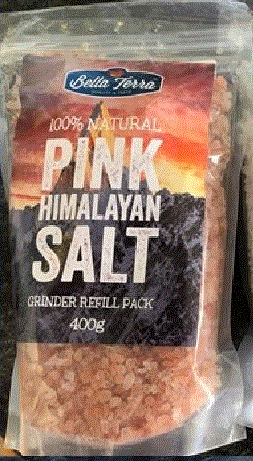 Bella Terra
100% NATURAL
PINK
HIMALAYAN
SALT
GRINDER REFILL PACK
400g